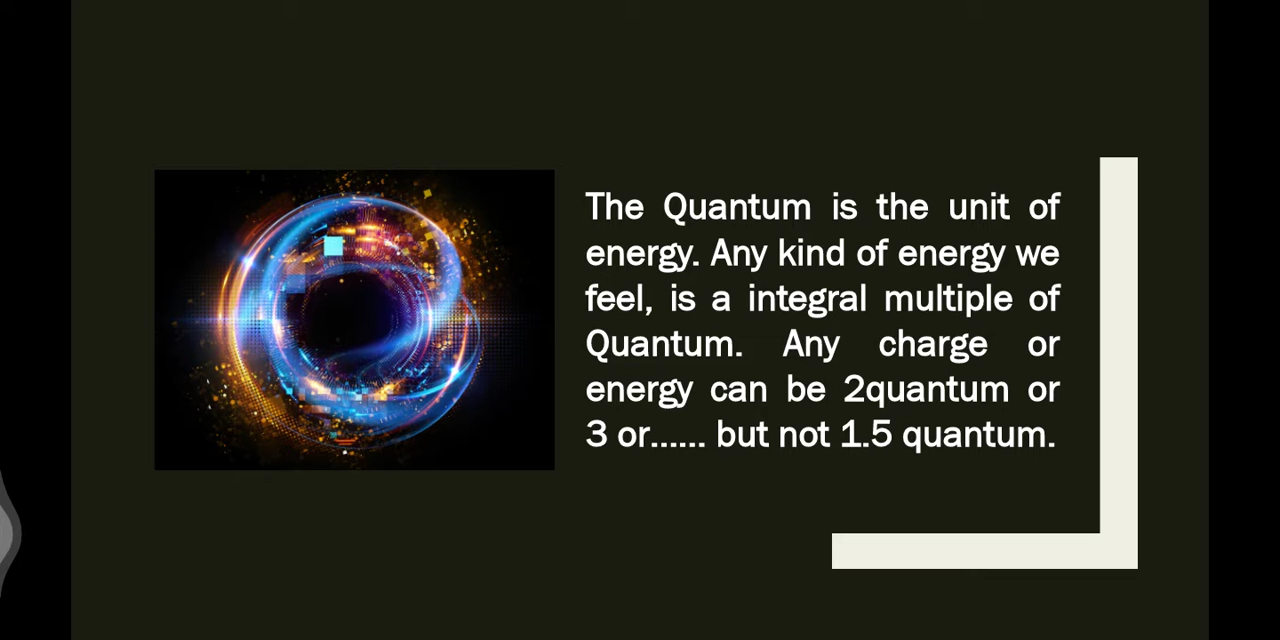 The Quantum is the unit of
energy. Any kind of energy we
feel, is a integral multiple of
Quantum. Any charge or
energy can be 2quantum or
3 or...... but not 1.5 quantum.